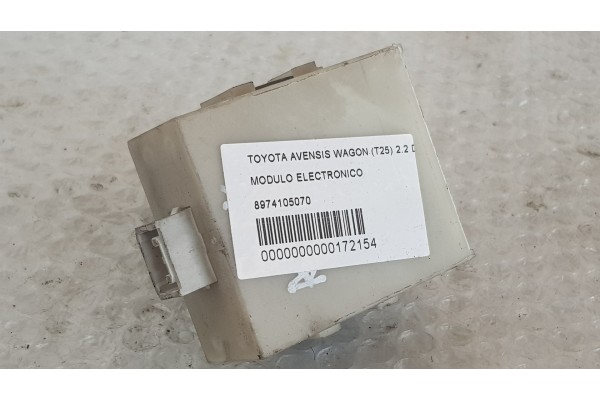 TOYOTA AVENSIS WAGON (T25) 2.2 D
MODULO ELECTRONICO
8974105070
0000000000172154